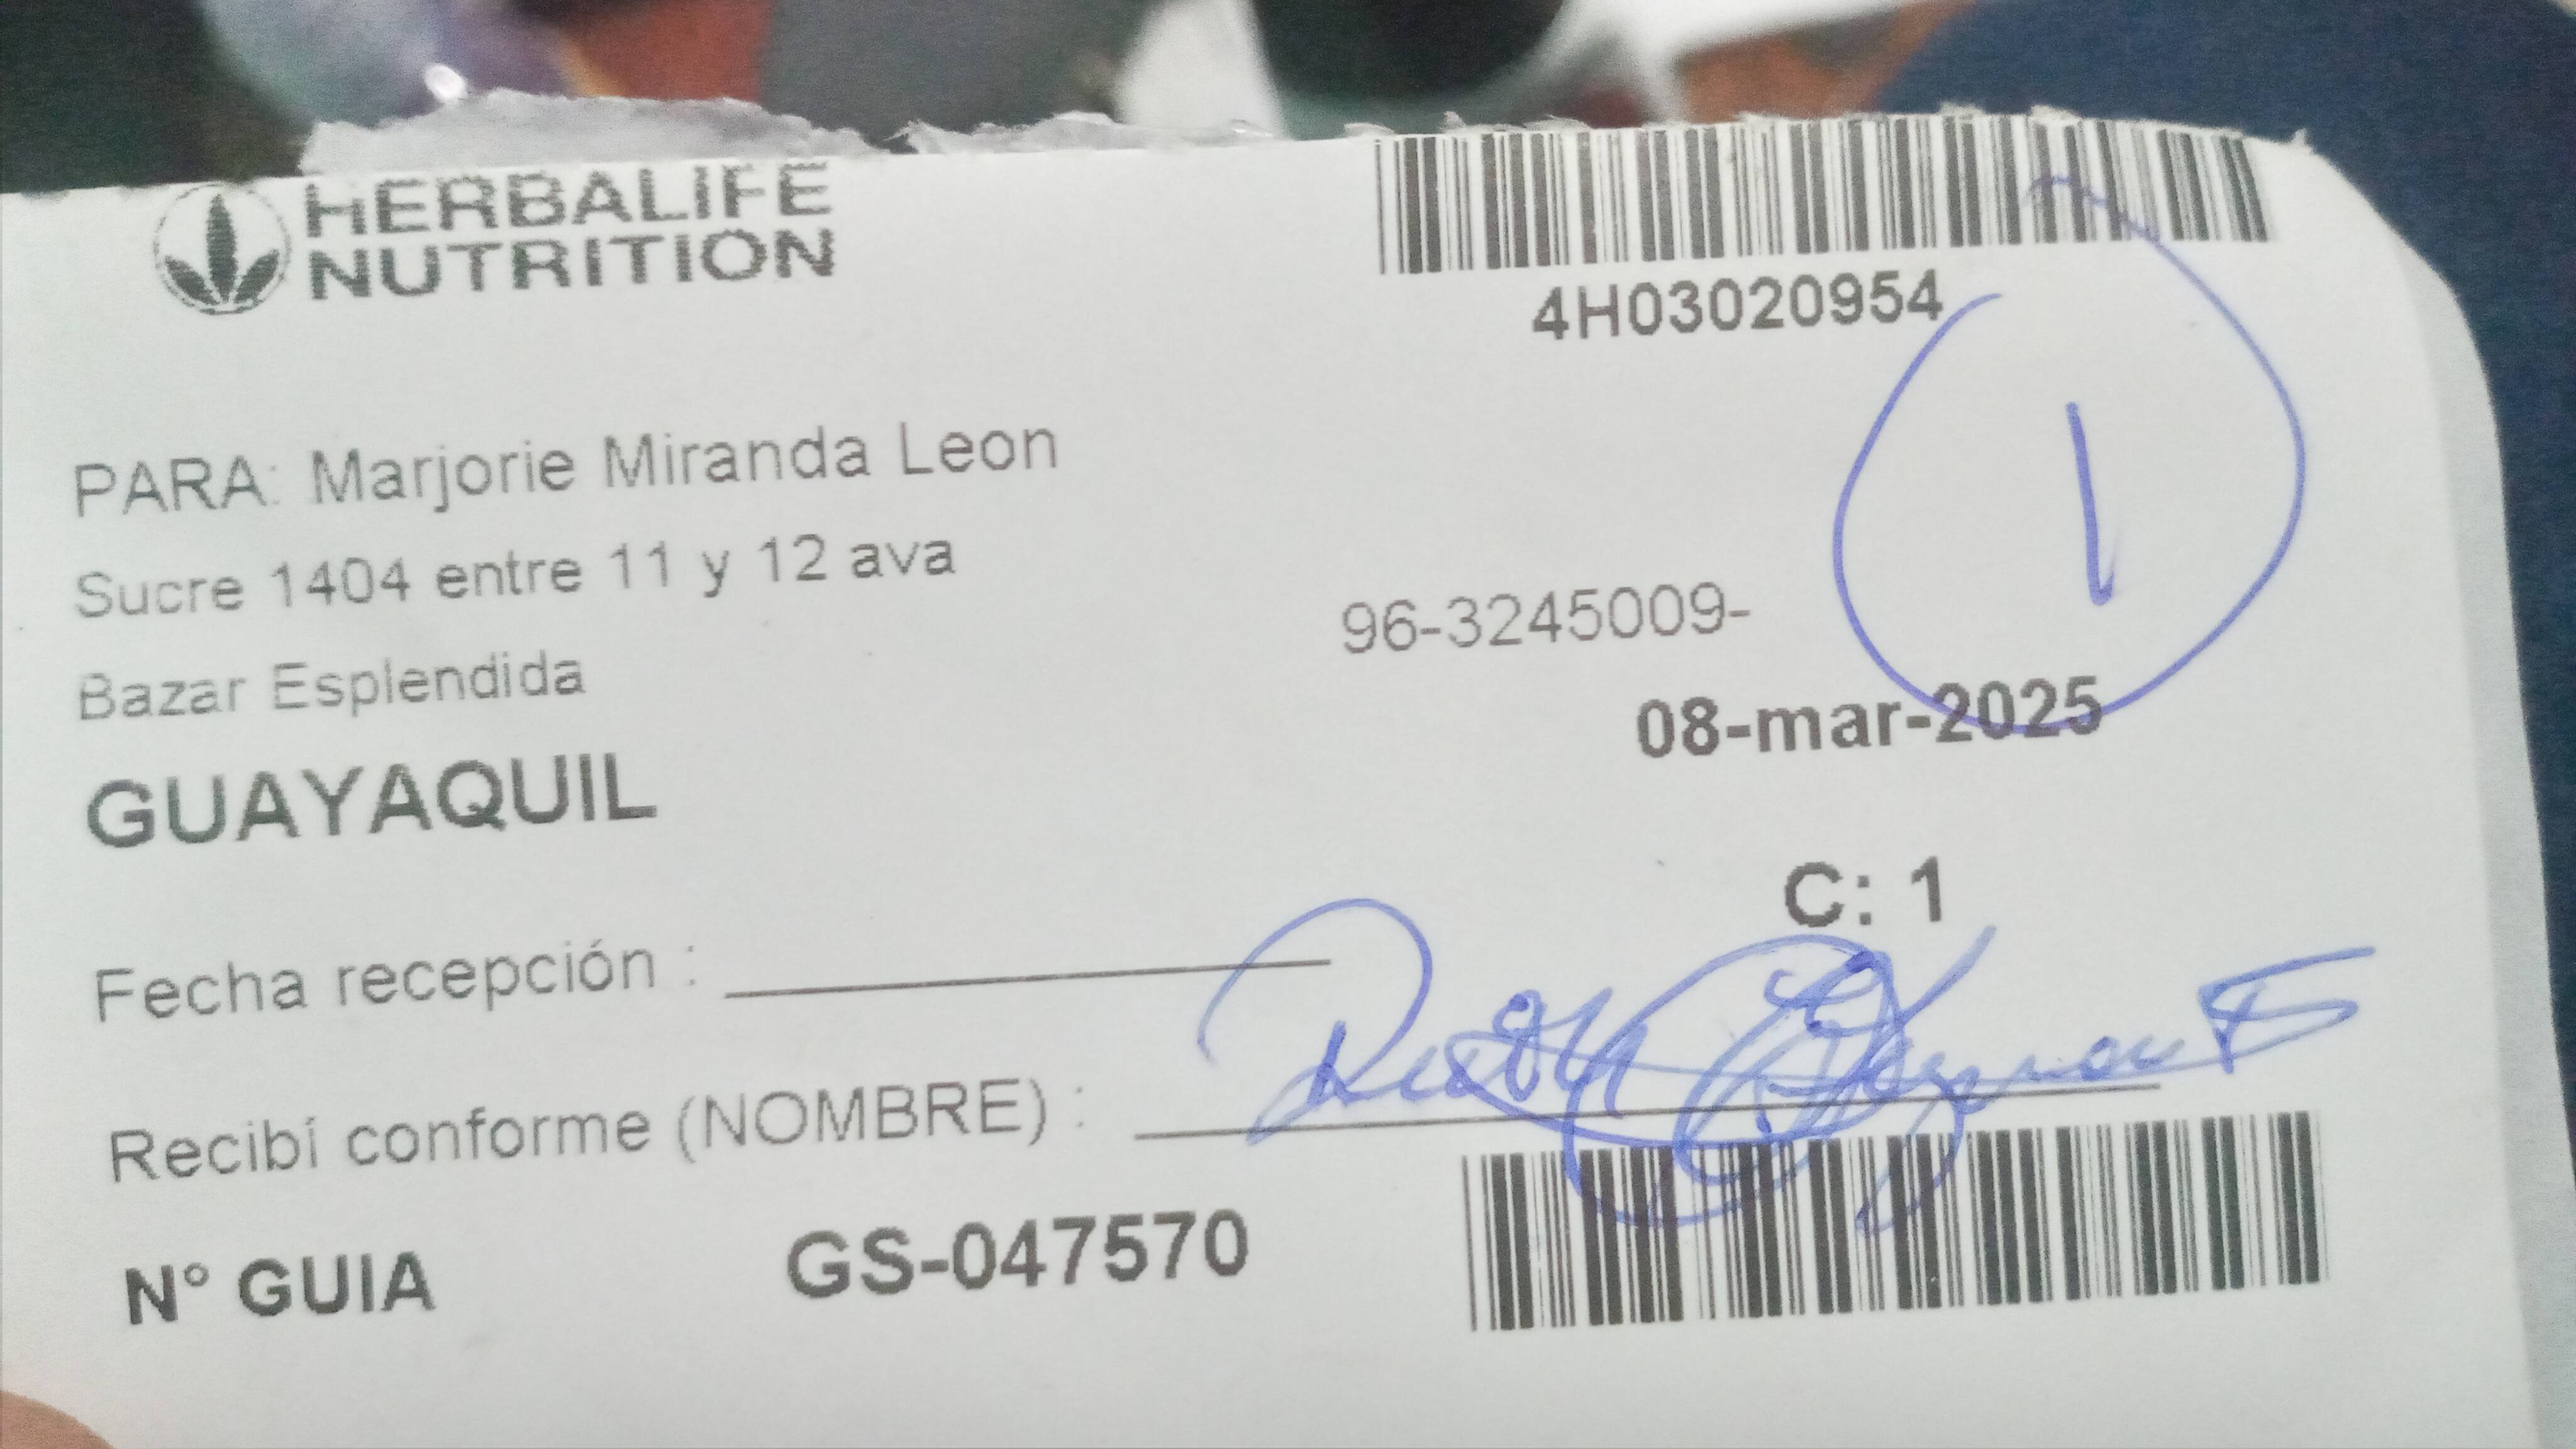 HERBALIFE
NUTRITION
4H03020954
1
PARA: Marjorie Miranda Leon
Sucre 1404 entre 11 y 12 ava
96-3245009-
Bazar Esplendida
08-mar-2025
GUAYAQUIL
C: 1
Fecha recepción :
Recibí conforme (NOMBRE) : Ruth
N° GUIA GS-047570